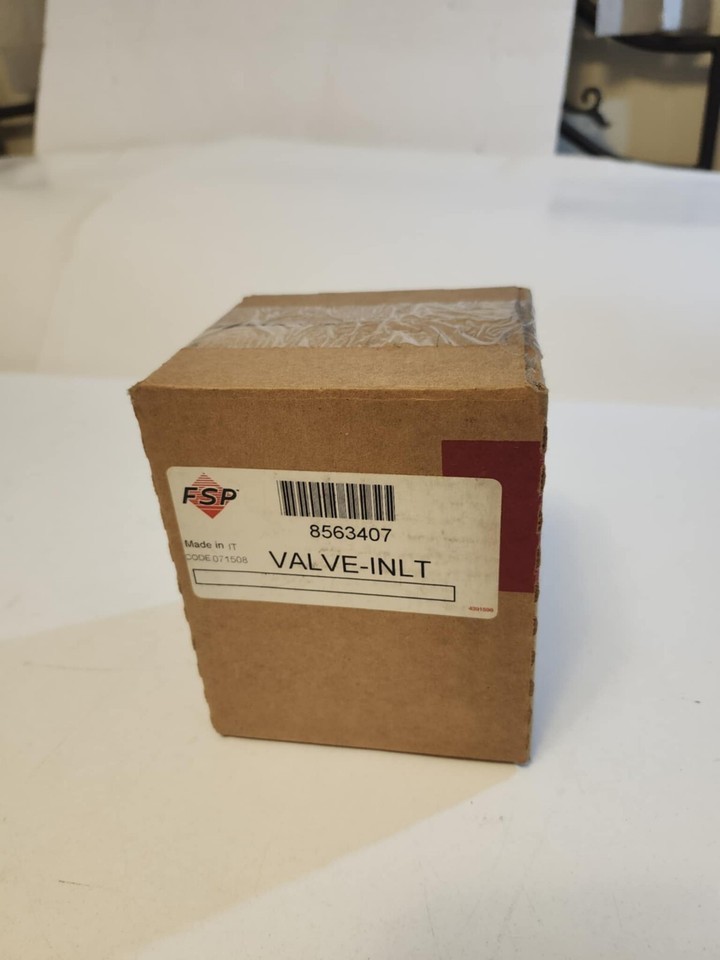 FSP
8563407
Made in IT
CODE 071508
VALVE-INLT